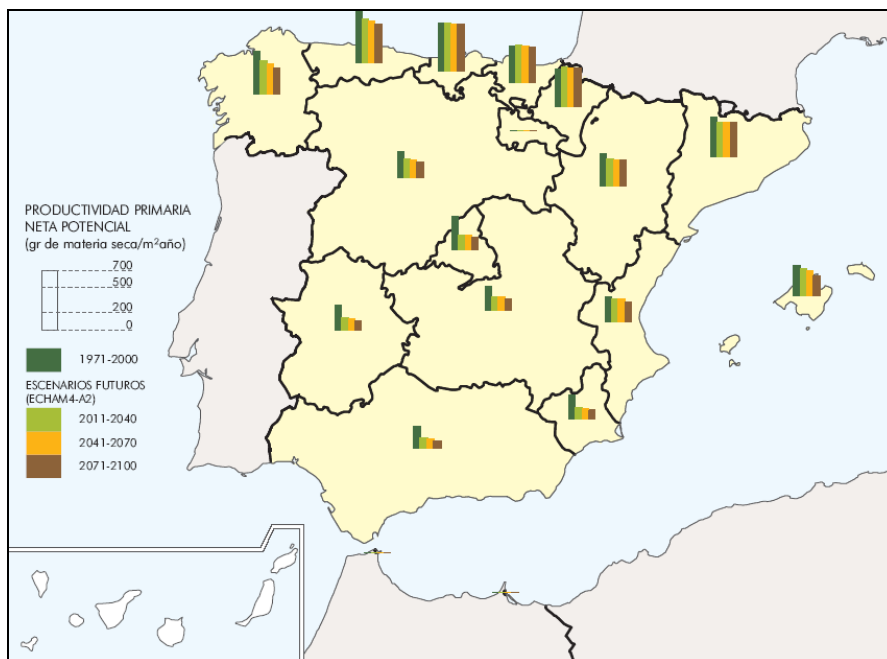 PRODUCTIVIDAD PRIMARIA
NETA POTENCIAL
(gr de materia seca/m²año)
700
500
200
0
1971-2000
ESCENARIOS FUTUROS
(ECHAM4-A2)
2011-2040
2041-2070
2071-2100